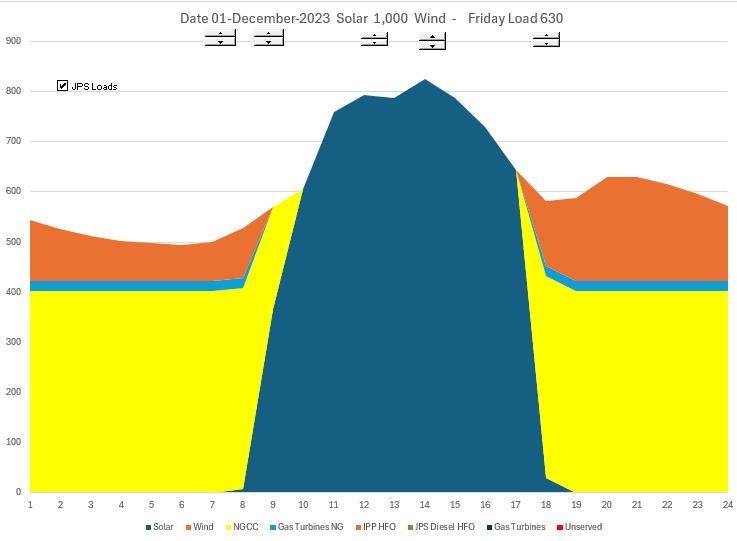 Date 01-December-2023 Solar 1,000 Wind - Friday Load 630
900
JPS Loads
800
700
600
500
400
300
200
100
0
1 2 3 4 5 6 7 8 9 10 11 12 13 14 15 16 17 18 19 20 21 22 23 24
Solar Wind NGCC Gas Turbines NG IPP HFO JPS Diesel HFO Gas Turbines Unserved